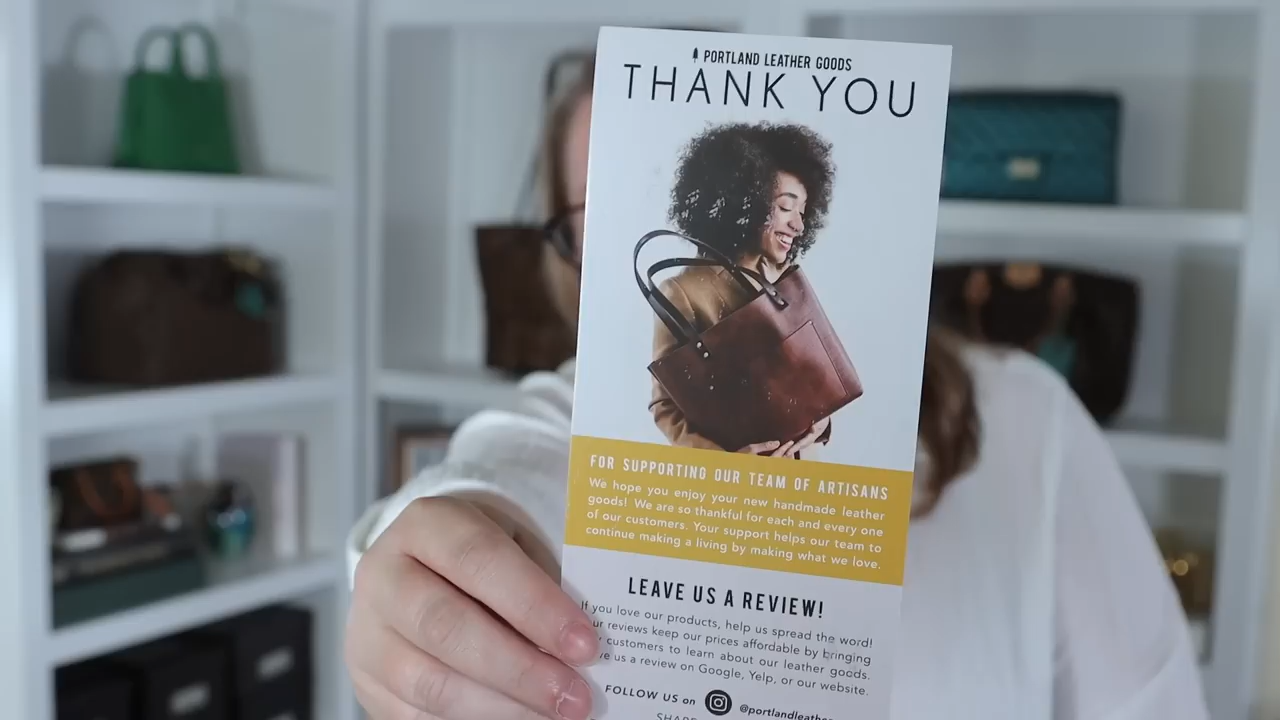 PORTLAND LEATHER GOODS
THANK YOU
FOR SUPPORTING OUR TEAM OF ARTISANS
We hope you enjoy your new handmade leather
goods! We are so thankful for each and every one
of our customers. Your support helps our team to
continue making a living by making what we love.
LEAVE US A REVIEW!
If you love our products, help us spread the word!
ur reviews keep our prices affordable by bringing
customers to learn about our leather goods.
ve us a review on Google, Yelp, or our website.
FOLLOW US on @portlandleathe
SHARE